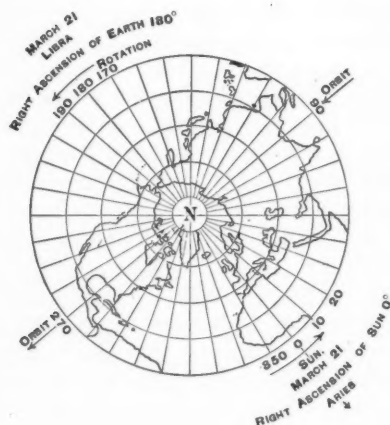 MARCH 21
LIBRA
RIGHT ASCENSION OF EARTH 180°
ROTATION
190 180 170
ORBIT
90
N
ORBIT
270
350 0 10 20
SUN.
MARCH 21
RIGHT ASCENSION OF SUN 0°
ARIES